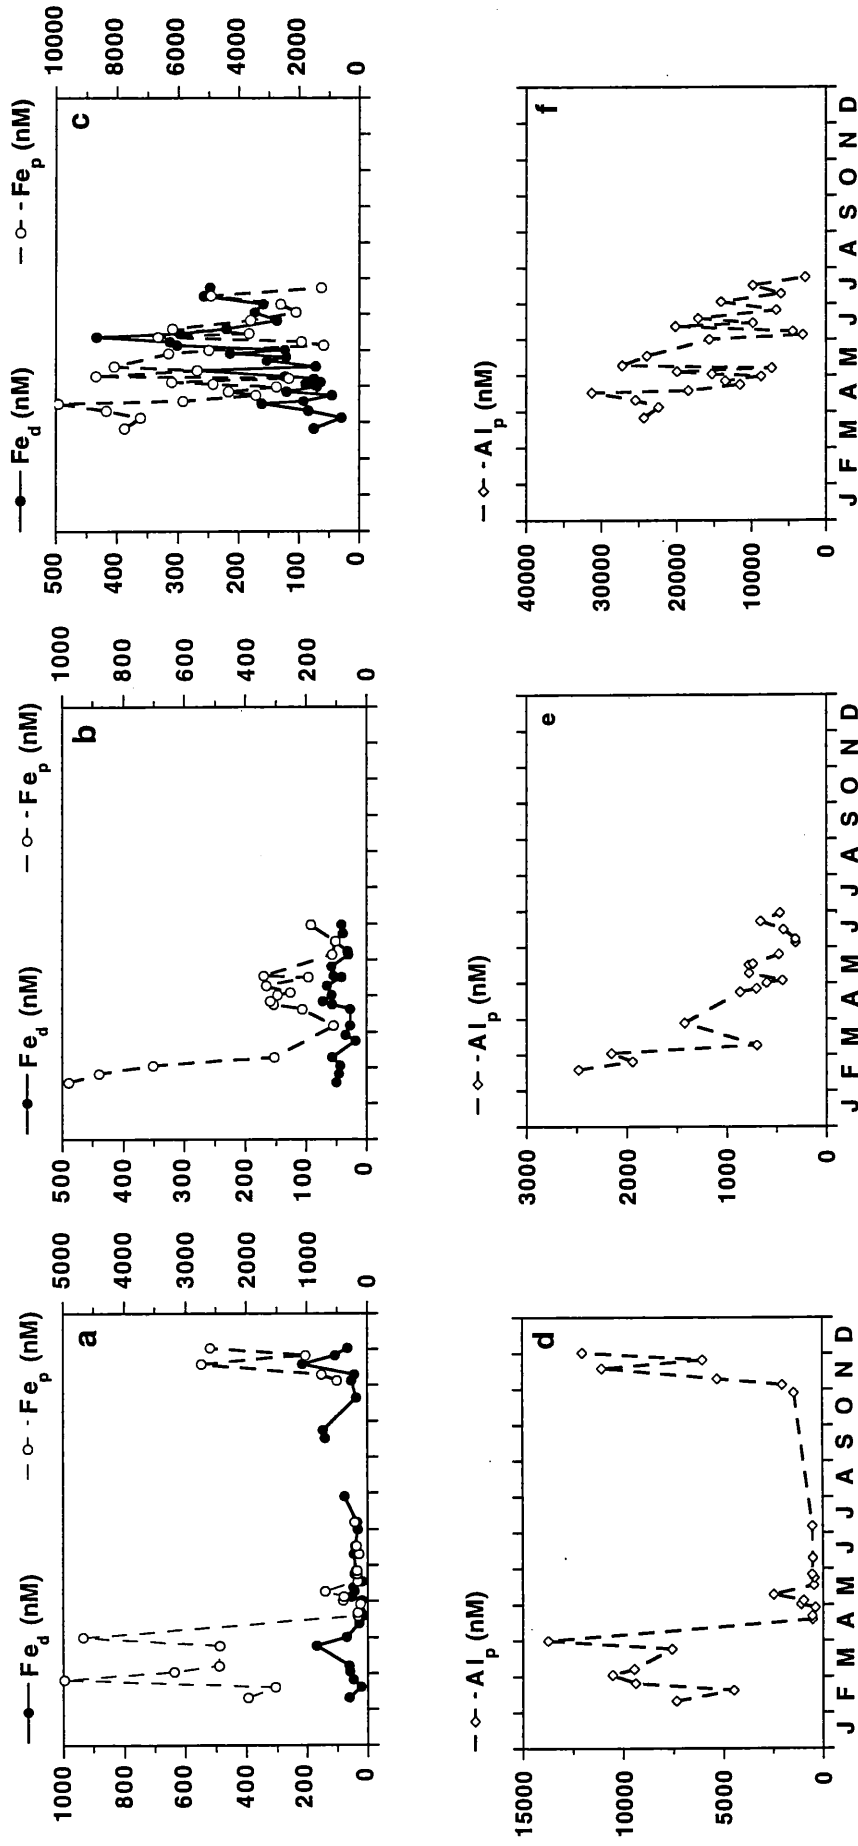 —●— Fe_d (nM) — ○- · Fe_p (nM)
1000 800 600 400 200 0
a
5000 4000 3000 2000 1000 0
—●— Fe_d (nM) — ○- · Fe_p (nM)
500 400 300 200 100 0
b
1000 800 600 400 200 0
—●— Fe_d (nM) — ○- · Fe_p (nM)
500 400 300 200 100 0
c
10000 8000 6000 4000 2000 0
— ◇- · Al_p (nM)
15000 10000 5000 0
d
J F M A M J J A S O N D
— ◇- · Al_p (nM)
3000 2000 1000 0
e
J F M A M J J A S O N D
— ◇- · Al_p (nM)
40000 30000 20000 10000 0
f
J F M A M J J A S O N D